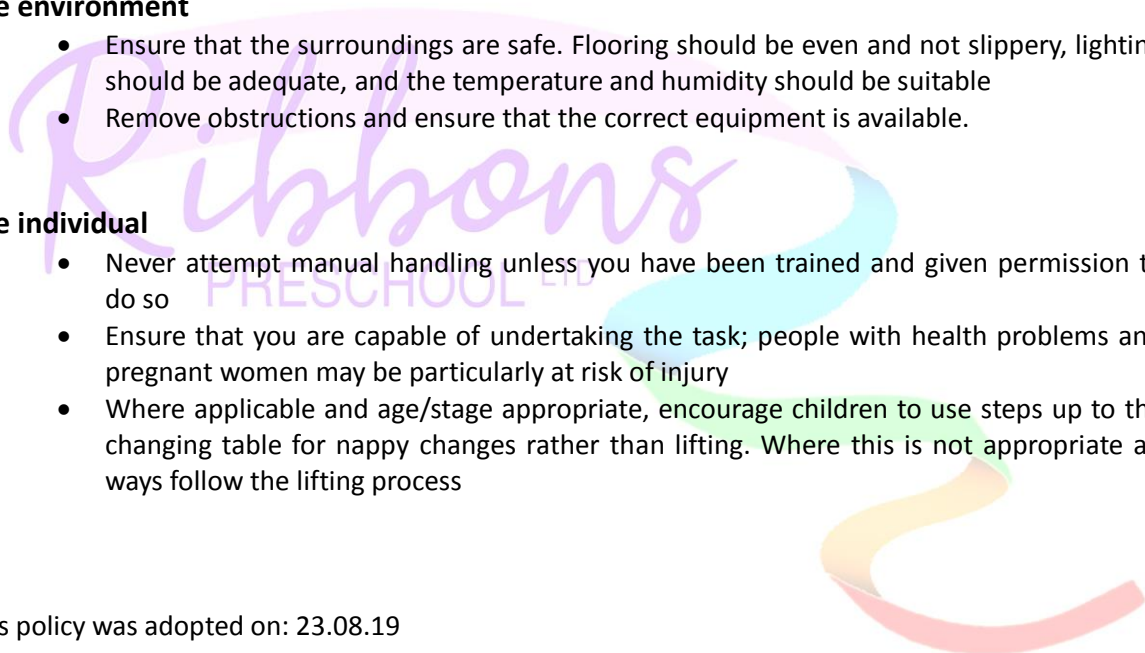 e environment
• Ensure that the surroundings are safe. Flooring should be even and not slippery, lightin
should be adequate, and the temperature and humidity should be suitable
• Remove obstructions and ensure that the correct equipment is available.
Ribbons
PRESCHOOL LTD
e individual
• Never attempt manual handling unless you have been trained and given permission t
do so
• Ensure that you are capable of undertaking the task; people with health problems an
pregnant women may be particularly at risk of injury
• Where applicable and age/stage appropriate, encourage children to use steps up to th
changing table for nappy changes rather than lifting. Where this is not appropriate a
ways follow the lifting process
s policy was adopted on: 23.08.19